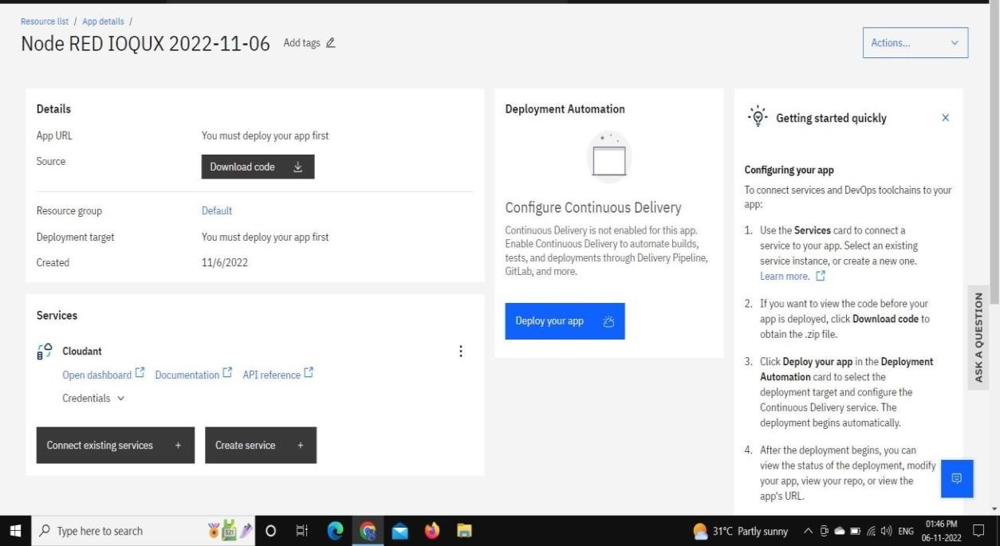 Resource list / App details /
Node RED IOQUX 2022-11-06 Add tags
Actions...
Details
App URL You must deploy your app first
Source Download code
Resource group Default
Deployment target You must deploy your app first
Created 11/6/2022
Services
Cloudant
Open dashboard Documentation API reference
Credentials
Connect existing services + Create service +
Deployment Automation
Configure Continuous Delivery
Continuous Delivery is not enabled for this app.
Enable Continuous Delivery to automate builds,
tests, and deployments through Delivery Pipeline,
GitLab, and more.
Deploy your app
Getting started quickly
Configuring your app
To connect services and DevOps toolchains to your
app:
1. Use the Services card to connect a
service to your app. Select an existing
service instance, or create a new one.
Learn more.
2. If you want to view the code before your
app is deployed, click Download code to
obtain the .zip file.
3. Click Deploy your app in the Deployment
Automation card to select the
deployment target and configure the
Continuous Delivery service. The
deployment begins automatically.
4. After the deployment begins, you can
view the status of the deployment, modify
your app, view your repo, or view the
app's URL.
ASK A QUESTION
Type here to search
31°C Partly sunny
ENG
01:46 PM
06-11-2022